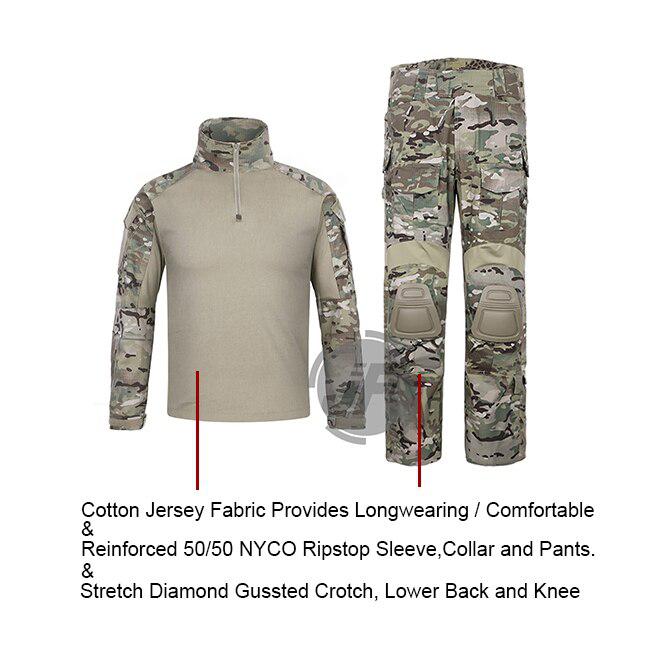 Cotton Jersey Fabric Provides Longwearing / Comfortable
&
Reinforced 50/50 NYCO Ripstop Sleeve,Collar and Pants.
&
Stretch Diamond Gussted Crotch, Lower Back and Knee